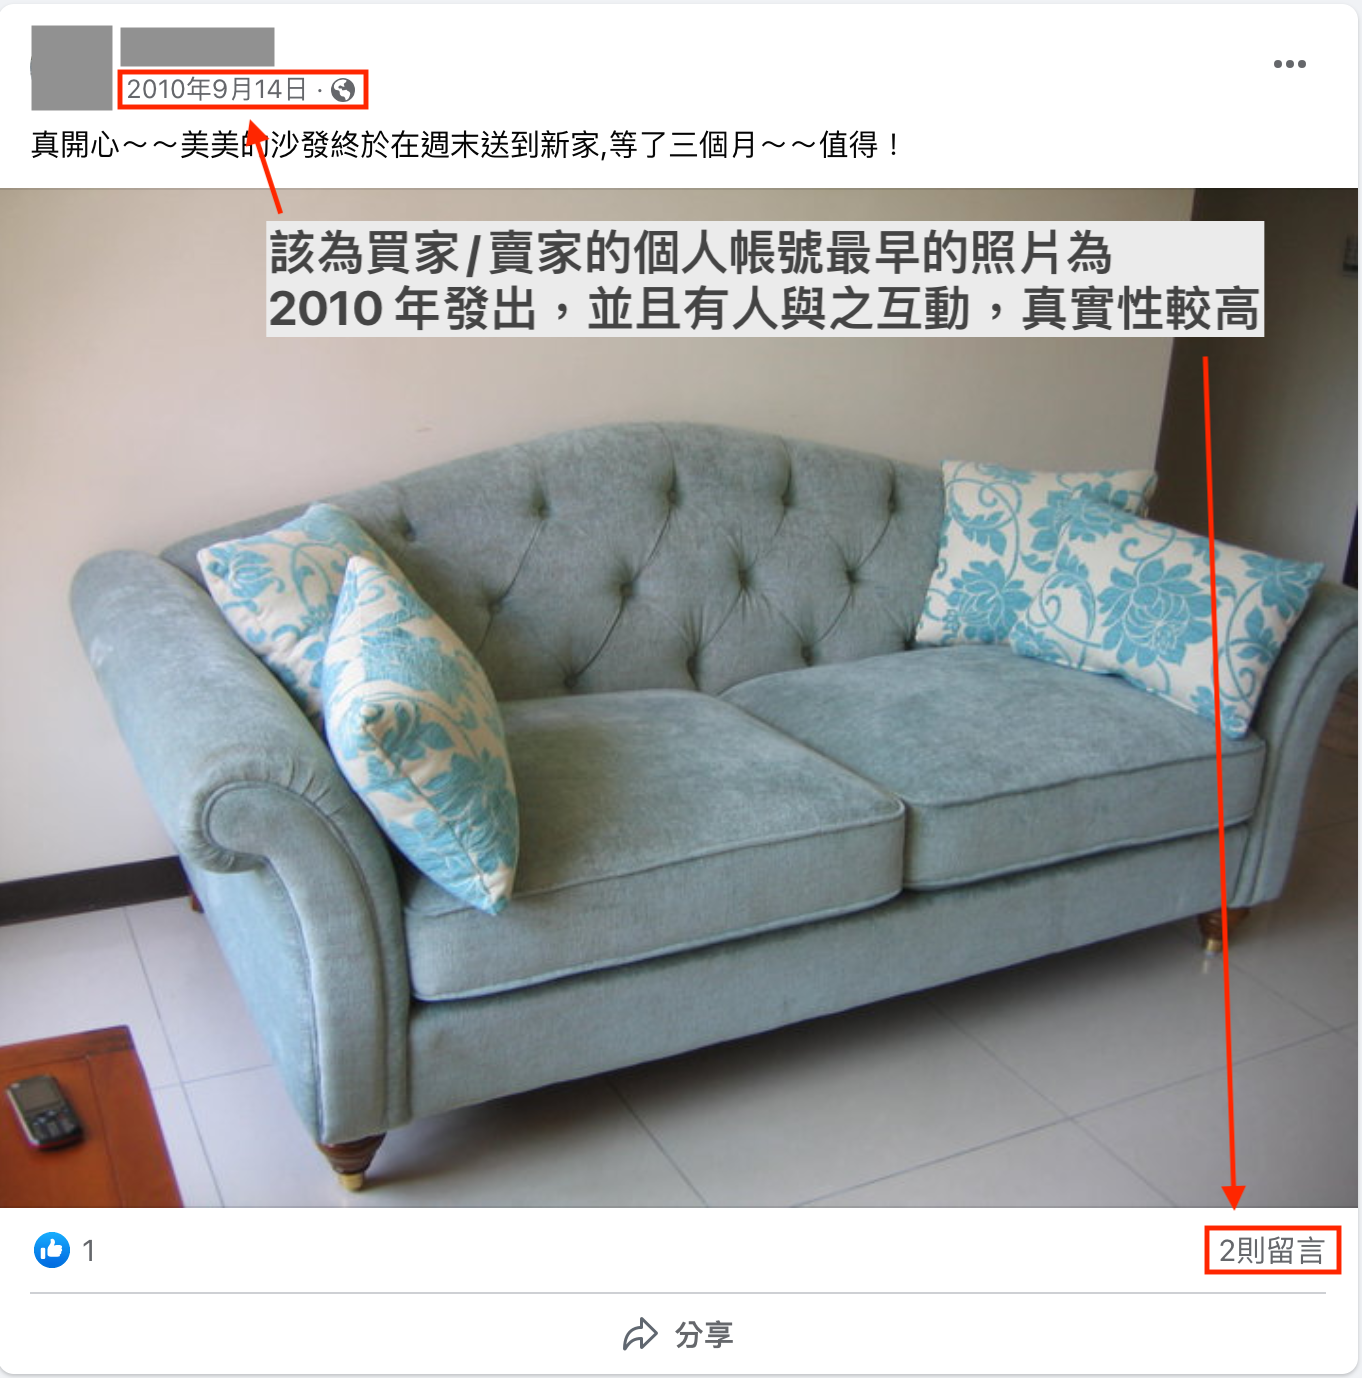 2010年9月14日 ·
真開心～～美美的沙發終於在週末送到新家,等了三個月～～值得！
該為買家/賣家的個人帳號最早的照片為
2010 年發出，並且有人與之互動，真實性較高
1
2則留言
分享